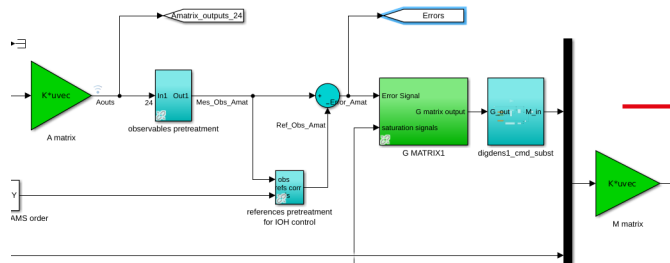 Amatrix_outputs_24
Errors
K*uvec
Aouts
A matrix
24
In1 Out1
observables pretreatment
Mes_Obs_Amat
+
Error_Amat
Ref_Obs_Amat
Error Signal
G matrix output
saturation signals
G MATRIX1
G_out M_in
digdens1_cmd_subst
obs
refs corr
Y
AMS order
references pretreatment
for IOH control
K*uvec
M matrix